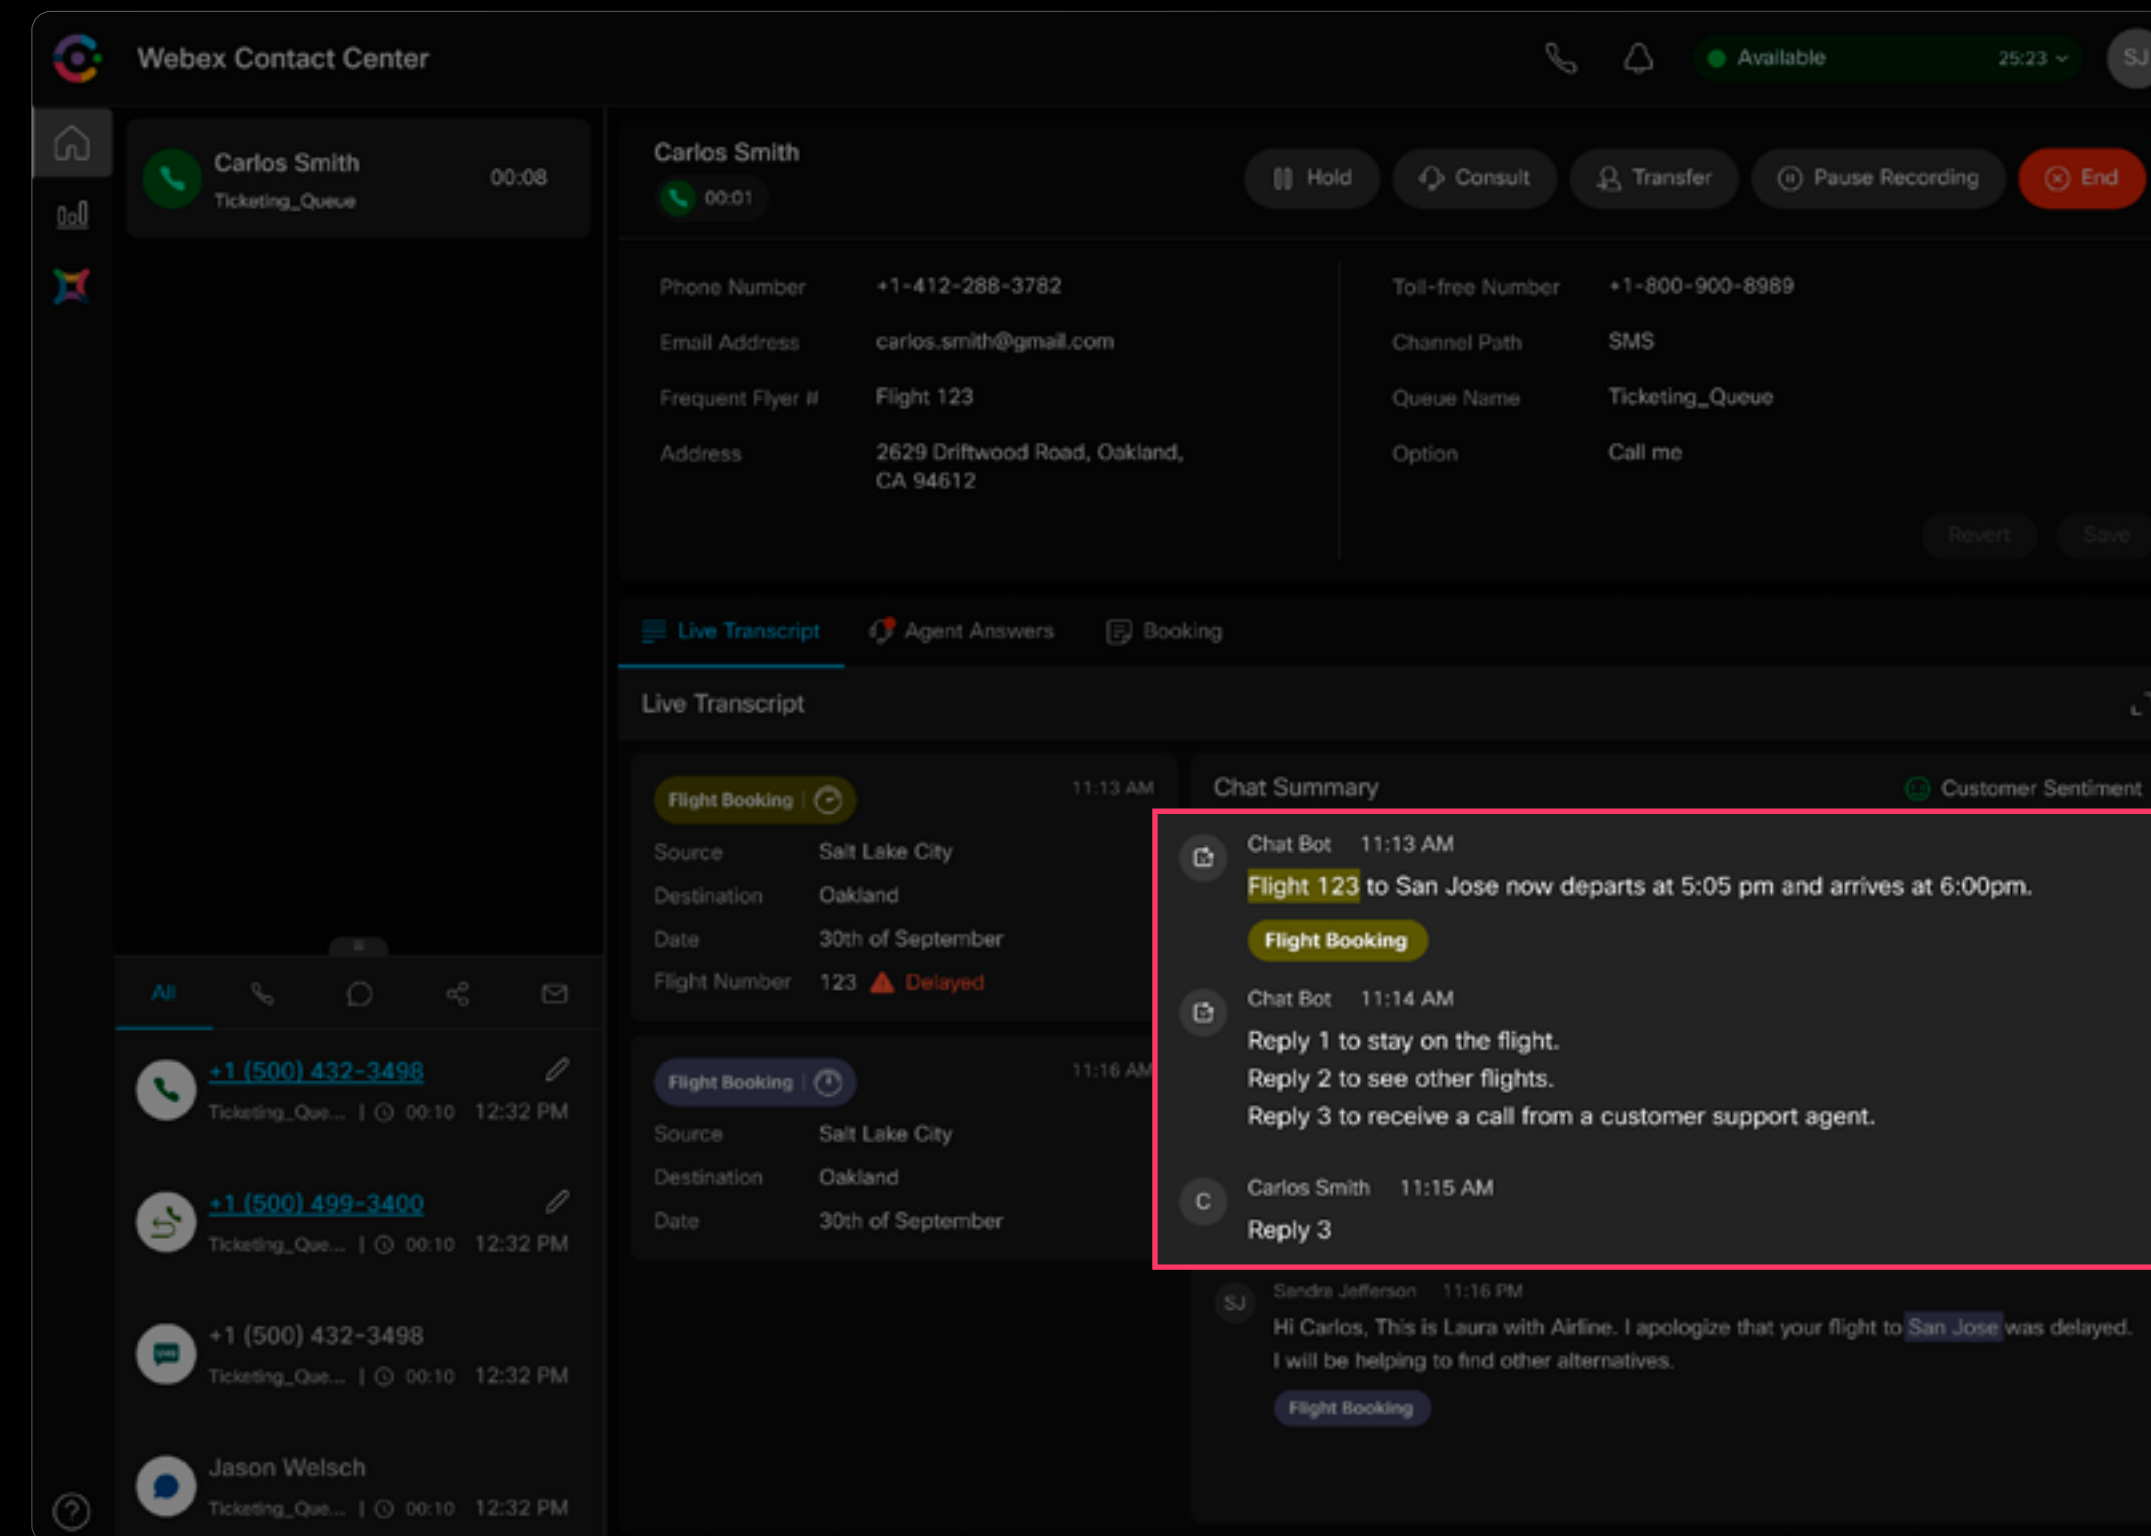 Webex Contact Center
Available 25:23
SJ
Carlos Smith
00:08
Ticketing_Queue
Carlos Smith
00:01
Hold
Consult
Transfer
Pause Recording
End
Phone Number +1-412-288-3782
Email Address carlos.smith@gmail.com
Frequent Flyer # Flight 123
Address 2629 Driftwood Road, Oakland,
CA 94612
Toll-free Number +1-800-900-8989
Channel Path SMS
Queue Name Ticketing_Queue
Option Call me
Revert Save
Live Transcript Agent Answers Booking
Live Transcript
Flight Booking | 11:13 AM
Source Salt Lake City
Destination Oakland
Date 30th of September
Flight Number 123 Delayed
Flight Booking | 11:16 AM
Source Salt Lake City
Destination Oakland
Date 30th of September
Chat Summary
Customer Sentiment
Chat Bot 11:13 AM
Flight 123 to San Jose now departs at 5:05 pm and arrives at 6:00pm.
Flight Booking
Chat Bot 11:14 AM
Reply 1 to stay on the flight.
Reply 2 to see other flights.
Reply 3 to receive a call from a customer support agent.
C
Carlos Smith 11:15 AM
Reply 3
SJ
Sandra Jefferson 11:16 PM
Hi Carlos, This is Laura with Airline. I apologize that your flight to San Jose was delayed.
I will be helping to find other alternatives.
Flight Booking
All
+1 (500) 432-3498
Ticketing_Que... | 00:10 12:32 PM
+1 (500) 499-3400
Ticketing_Que... | 00:10 12:32 PM
+1 (500) 432-3498
Ticketing_Que... | 00:10 12:32 PM
Jason Welsch
Ticketing_Que... | 00:10 12:32 PM